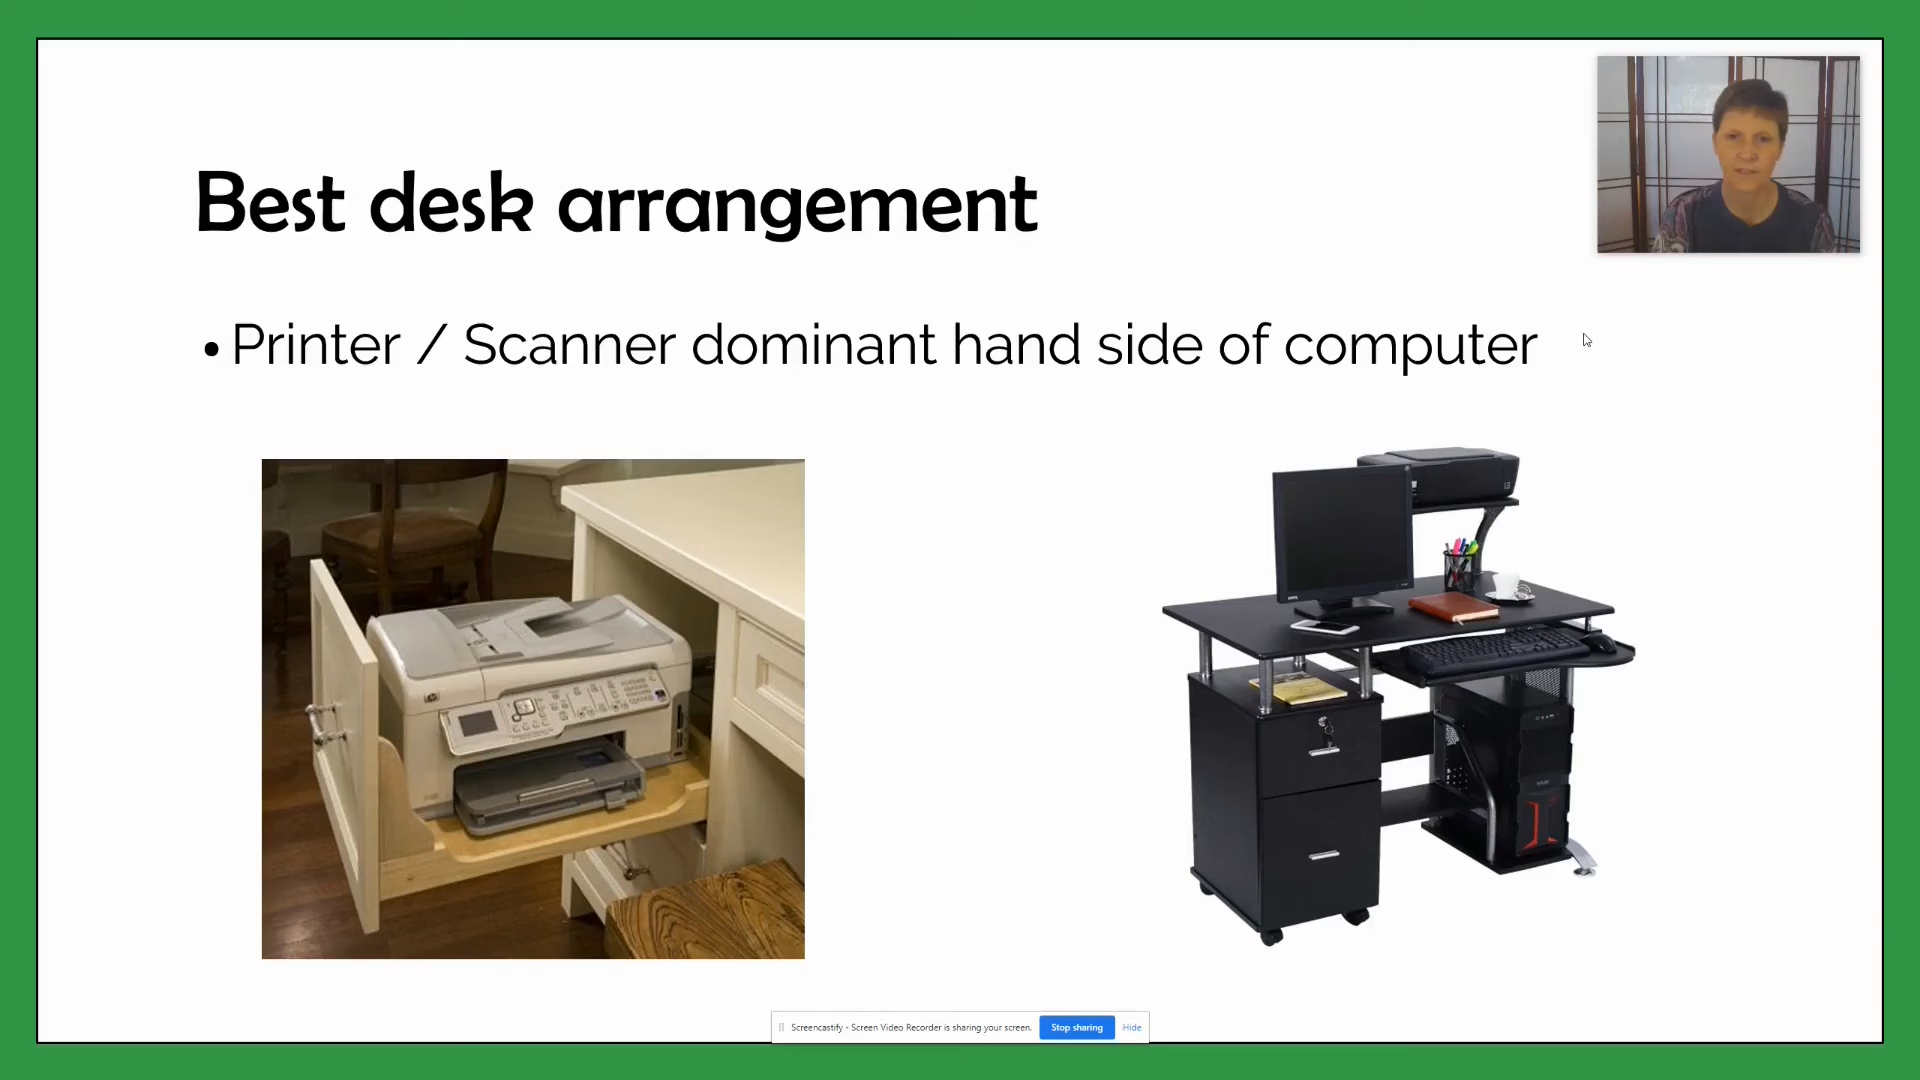 Best desk arrangement
• Printer / Scanner dominant hand side of computer
Screencastify - Screen Video Recorder is sharing your screen. Stop sharing Hide